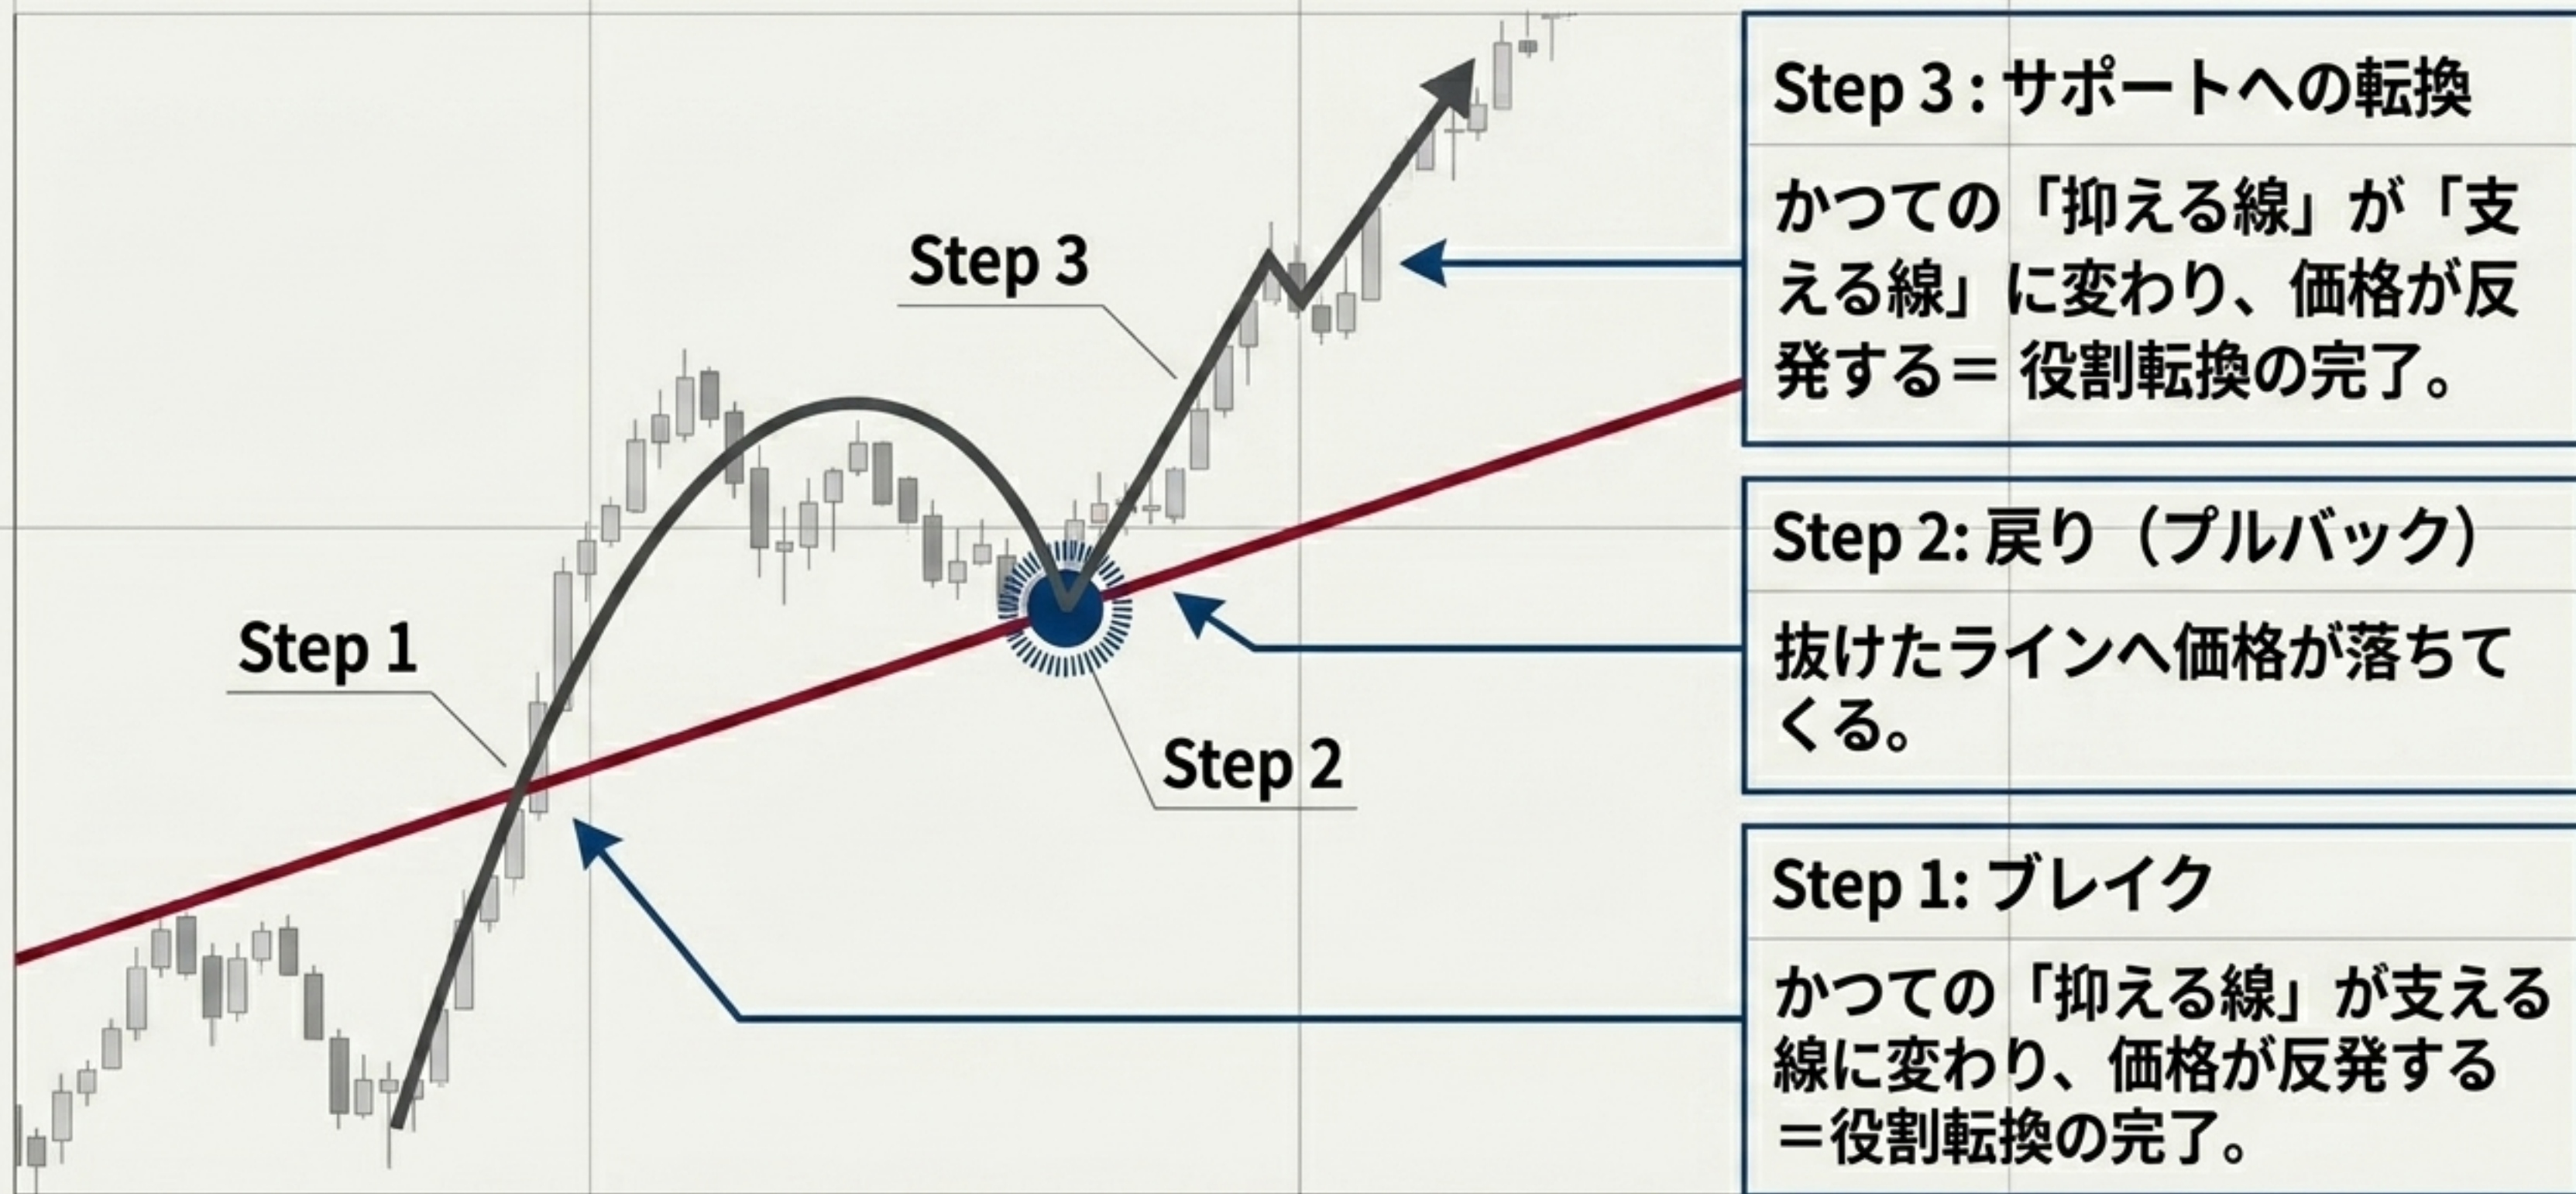 Step 3
Step 1
Step 2
Step 3 : サポートへの転換
かつての「抑える線」が「支
える線」に変わり、価格が反
発する＝ 役割転換の完了。
Step 2: 戻り（プルバック）
抜けたラインへ価格が落ちて
くる。
Step 1: ブレイク
かつての「抑える線」が支える
線に変わり、価格が反発する
＝役割転換の完了。